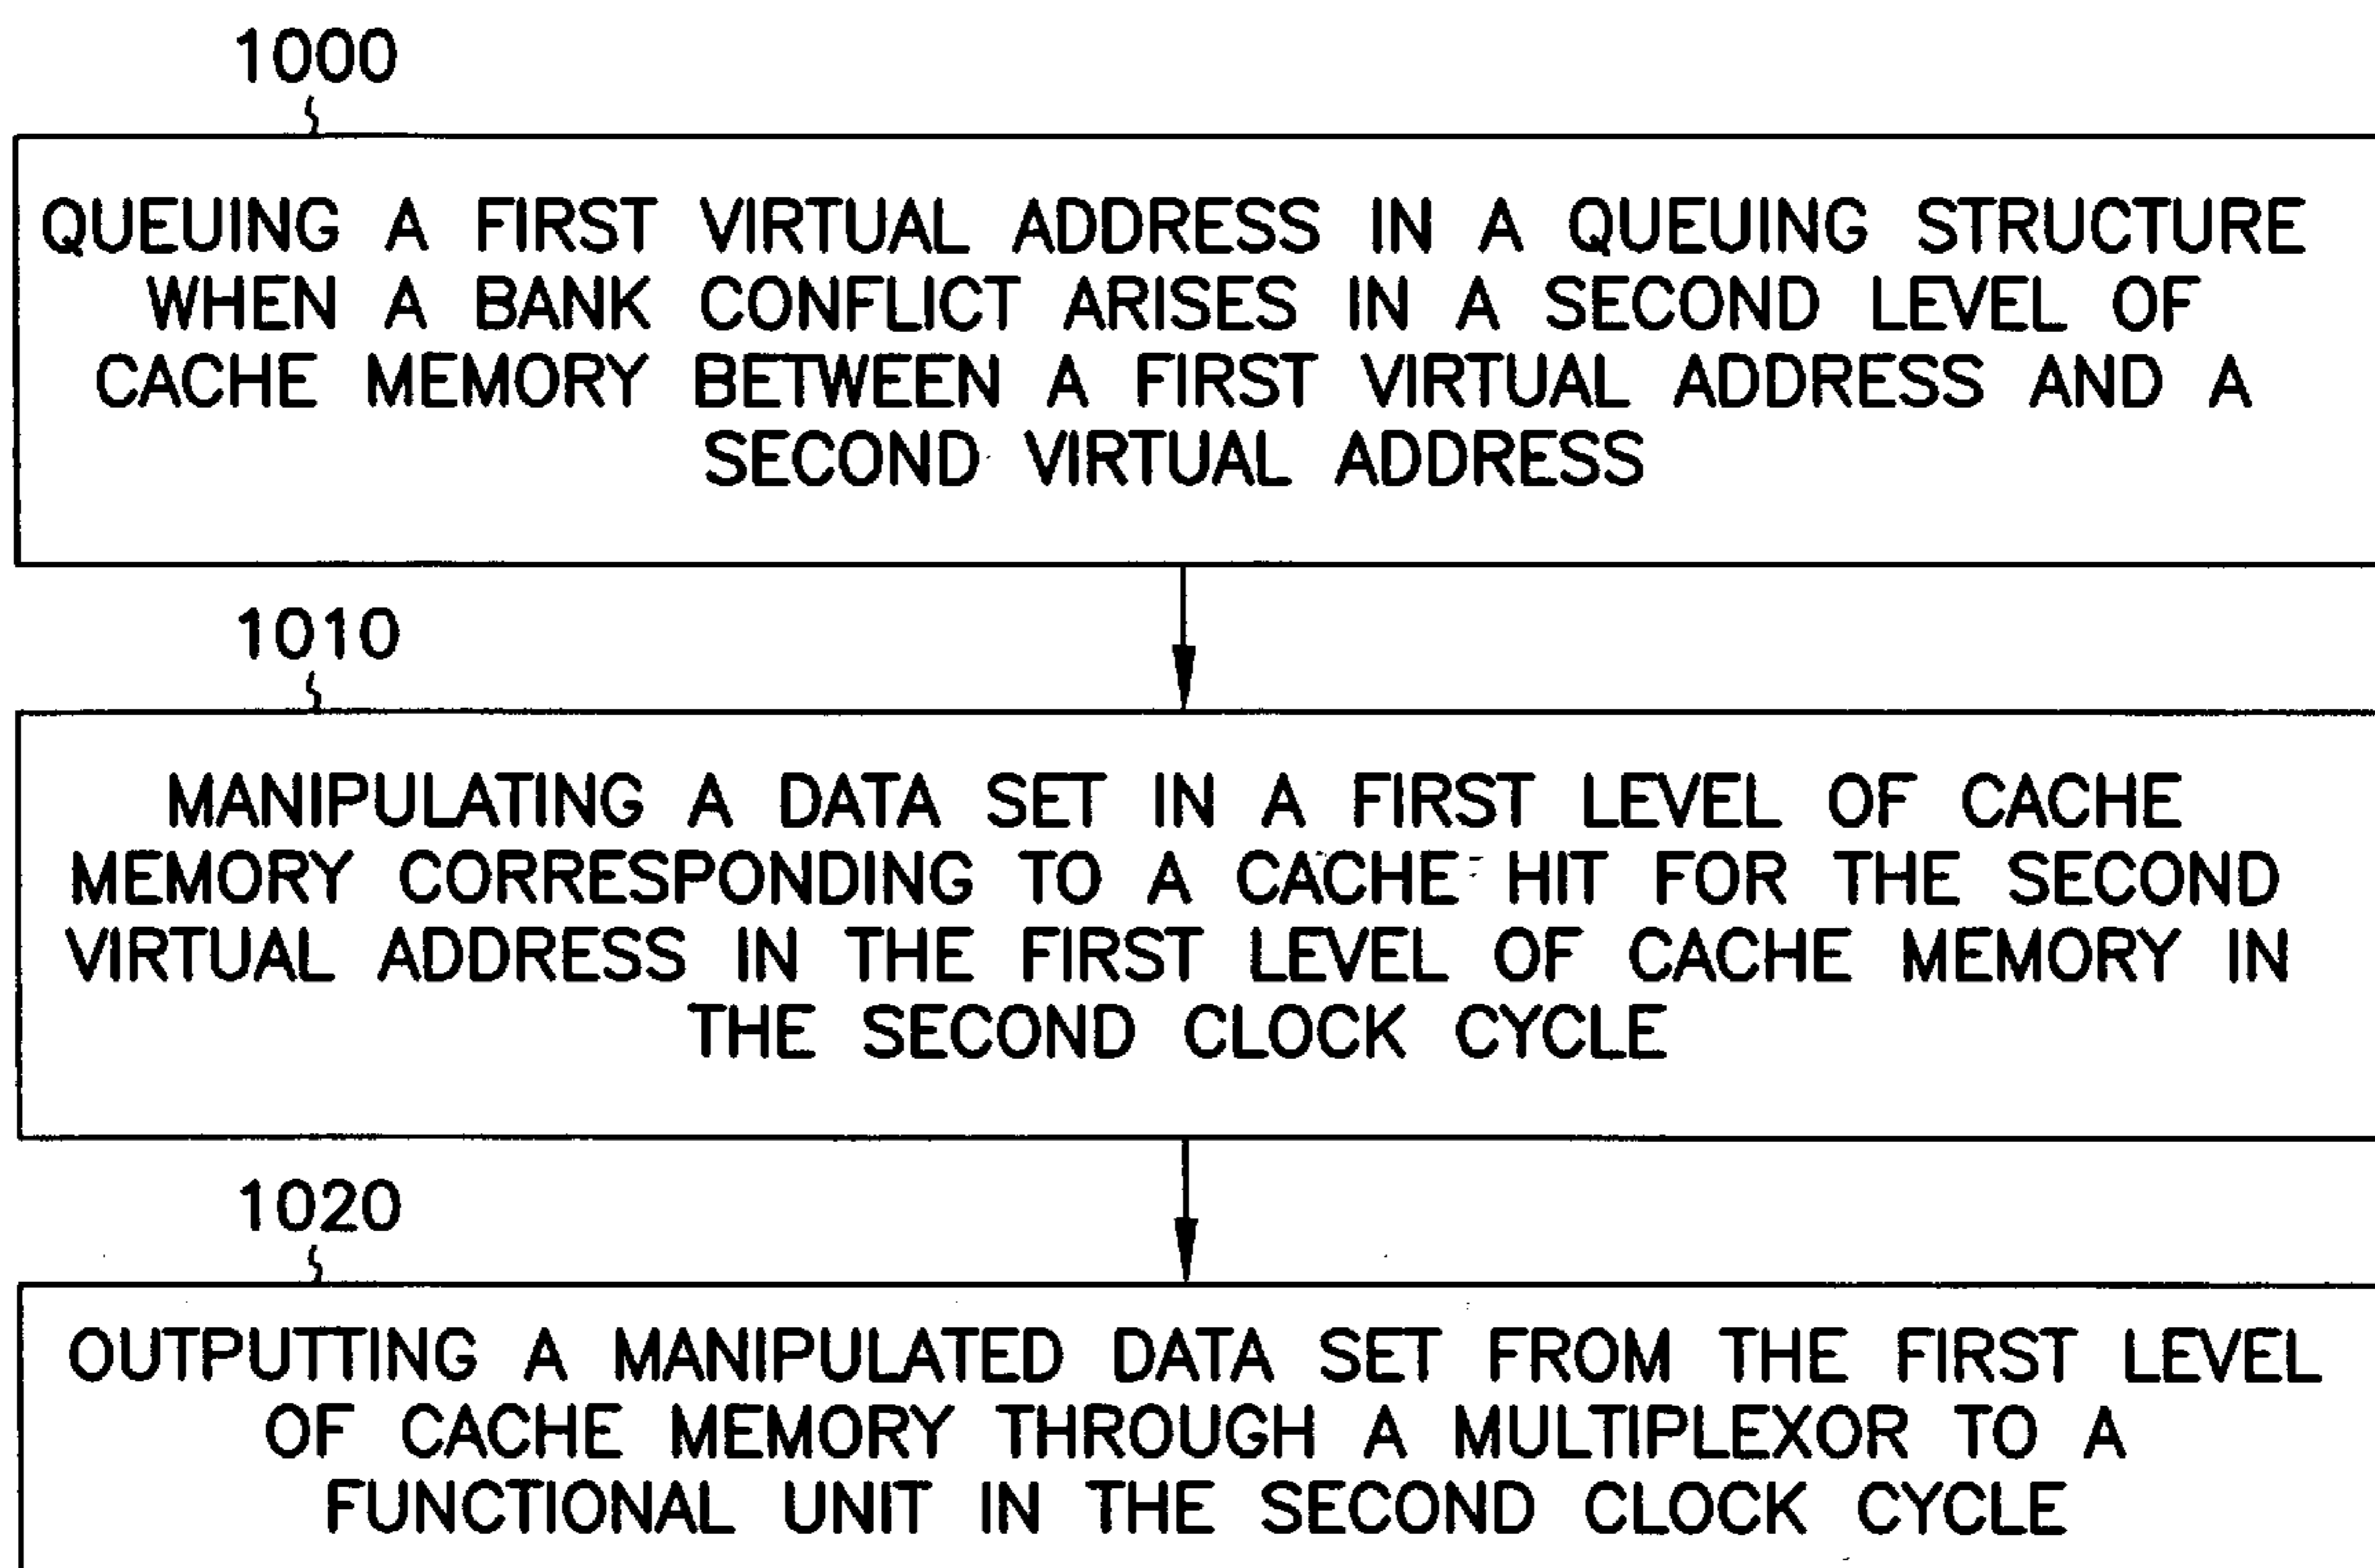 1000
QUEUING A FIRST VIRTUAL ADDRESS IN A QUEUING STRUCTURE
WHEN A BANK CONFLICT ARISES IN A SECOND LEVEL OF
CACHE MEMORY BETWEEN A FIRST VIRTUAL ADDRESS AND A
SECOND VIRTUAL ADDRESS
1010
MANIPULATING A DATA SET IN A FIRST LEVEL OF CACHE
MEMORY CORRESPONDING TO A CACHE HIT FOR THE SECOND
VIRTUAL ADDRESS IN THE FIRST LEVEL OF CACHE MEMORY IN
THE SECOND CLOCK CYCLE
1020
OUTPUTTING A MANIPULATED DATA SET FROM THE FIRST LEVEL
OF CACHE MEMORY THROUGH A MULTIPLEXOR TO A
FUNCTIONAL UNIT IN THE SECOND CLOCK CYCLE